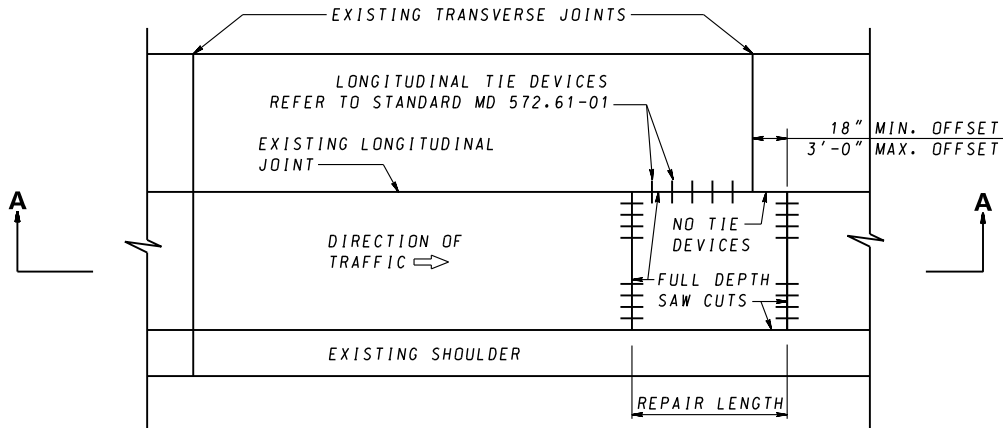 EXISTING TRANSVERSE JOINTS
LONGITUDINAL TIE DEVICES
REFER TO STANDARD MD 572.61-01
18" MIN. OFFSET
3'-0" MAX. OFFSET
EXISTING LONGITUDINAL
JOINT
A
A
NO TIE
DEVICES
DIRECTION OF
TRAFFIC
FULL DEPTH
SAW CUTS
EXISTING SHOULDER
REPAIR LENGTH